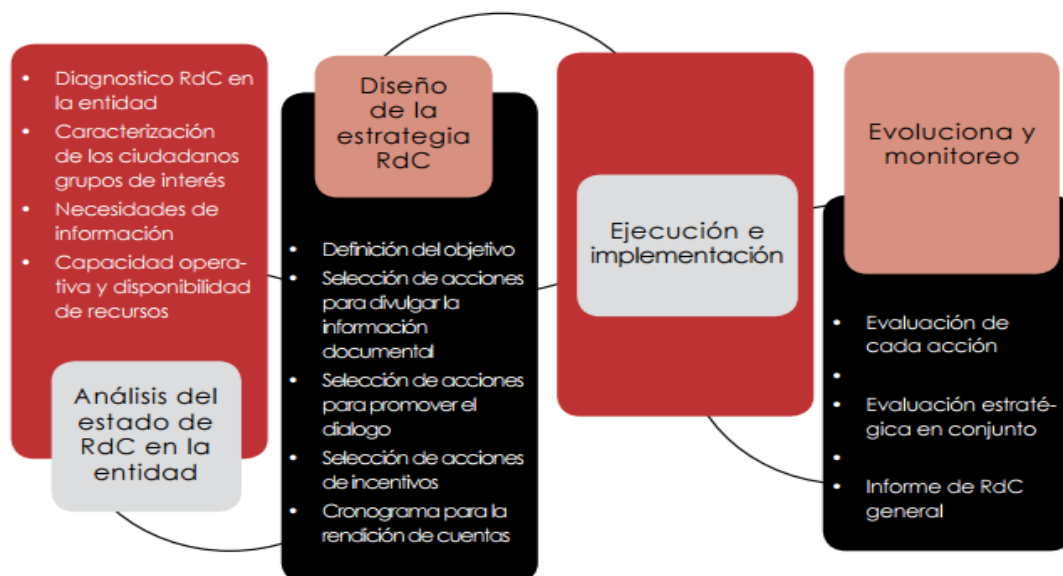 • Diagnostico RdC en
la entidad
• Caracterización
de los ciudadanos
grupos de interés
• Necesidades de
información
• Capacidad opera-
tiva y disponibilidad
de recursos
Análisis del
estado de
RdC en la
entidad
Diseño
de la
estrategia
RdC
• Definición del objetivo
• Selección de acciones
para divulgar la
información
documental
• Selección de acciones
para promover el
dialogo
• Selección de acciones
de incentivos
• Cronograma para la
rendición de cuentas
Ejecución e
implementación
Evoluciona y
monitoreo
• Evaluación de
cada acción
•
• Evaluación estraté-
gica en conjunto
•
• Informe de RdC
general